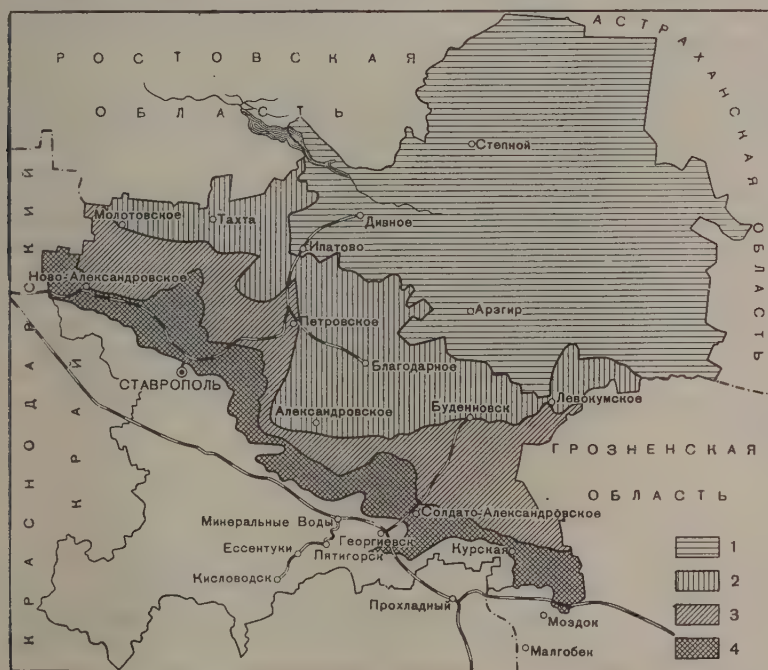 АСТРАХАНСКАЯ
ОБЛАСТЬ
РОСТОВСКАЯ
ОБЛАСТЬ
КРАСНОДАРСКИЙ
КРАЙ
Степной
Молотовское
Тахта
Дивное
Ипатово
Ново-Александровское
Петровское
Арзгир
Благодарное
СТАВРОПОЛЬ
Александровское
Буденновск
Левокумское
ГРОЗНЕНСКАЯ
ОБЛАСТЬ
Солдато-Александровское
Минеральные Воды
Георгиевск
Ессентуки
Пятигорск
Курская
Кисловодск
Прохладный
Моздок
Малгобек
1
2
3
4